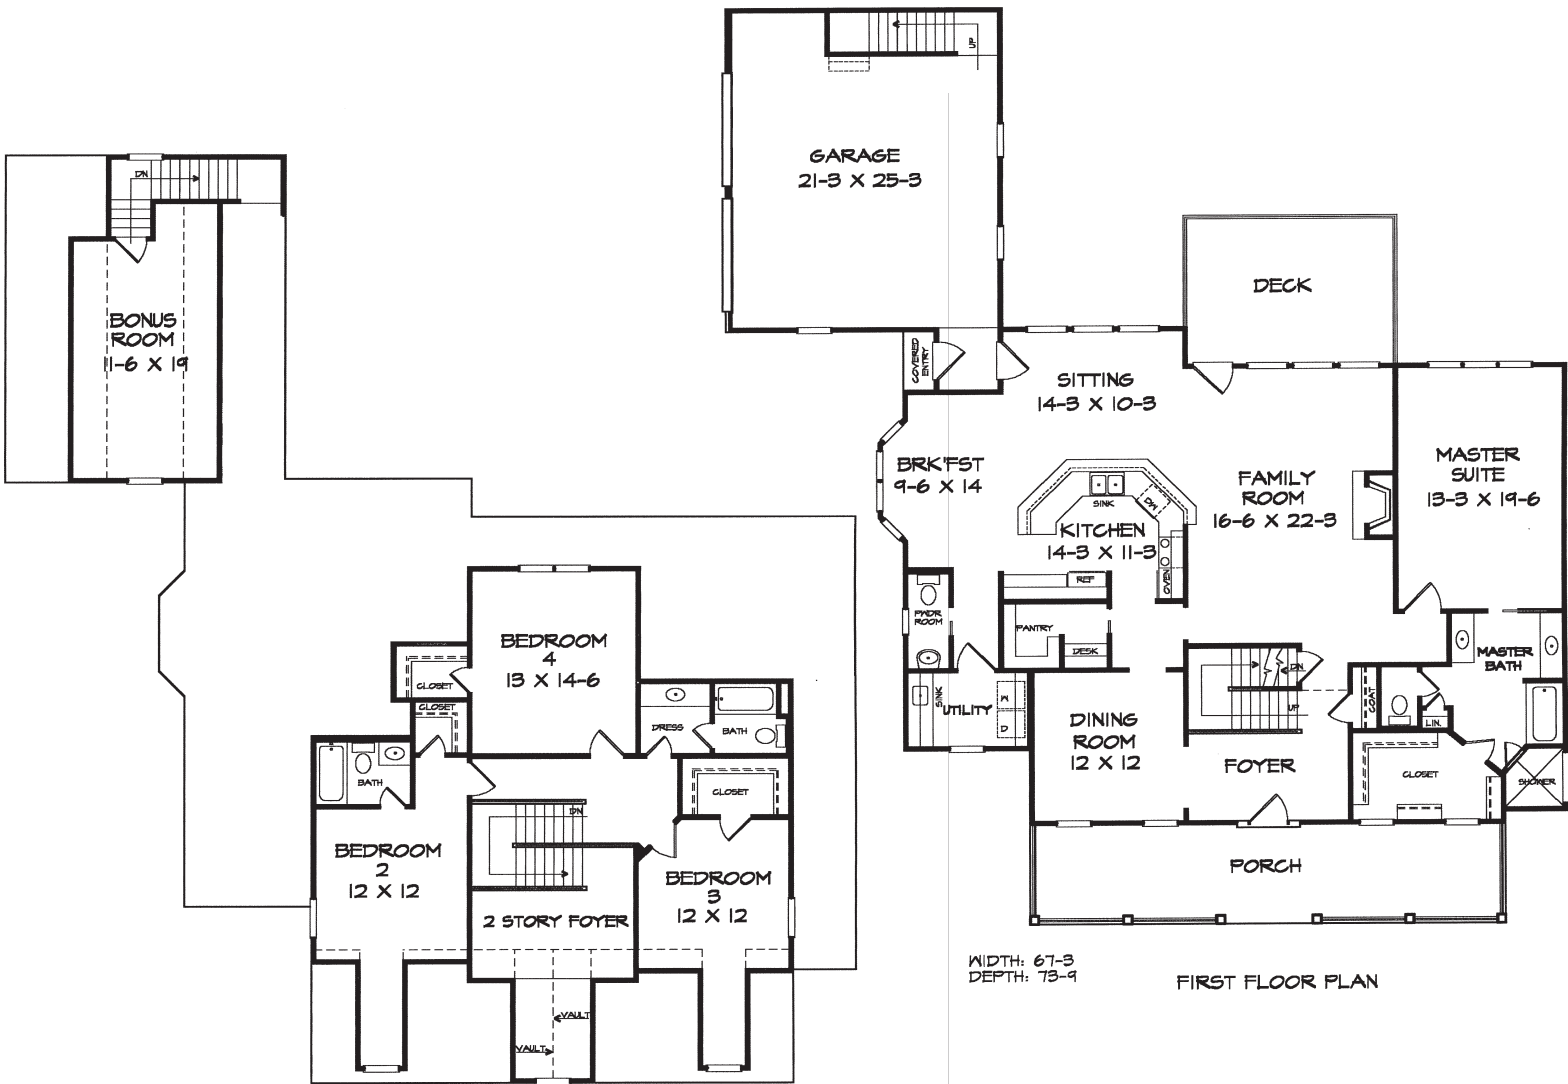 UP
GARAGE
21-3 X 25-3
DN
BONUS
ROOM
11-6 X 19
DECK
COVERED
ENTRY
SITTING
14-3 X 10-3
BRK'FST
9-6 X 14
SINK
DW
KITCHEN
14-3 X 11-3
OVEN
REF
FAMILY
ROOM
16-6 X 22-3
MASTER
SUITE
13-3 X 19-6
PWDR
ROOM
PANTRY
DESK
DN
UP
COAT
MASTER
BATH
LIN.
SINK
UTILITY
W
D
DINING
ROOM
12 X 12
FOYER
CLOSET
SHOWER
PORCH
BEDROOM
4
13 X 14-6
CLOSET
CLOSET
DRESS
BATH
BATH
CLOSET
DN
BEDROOM
2
12 X 12
BEDROOM
3
12 X 12
2 STORY FOYER
VAULT
VAULT
WIDTH: 67-3
DEPTH: 73-9
FIRST FLOOR PLAN